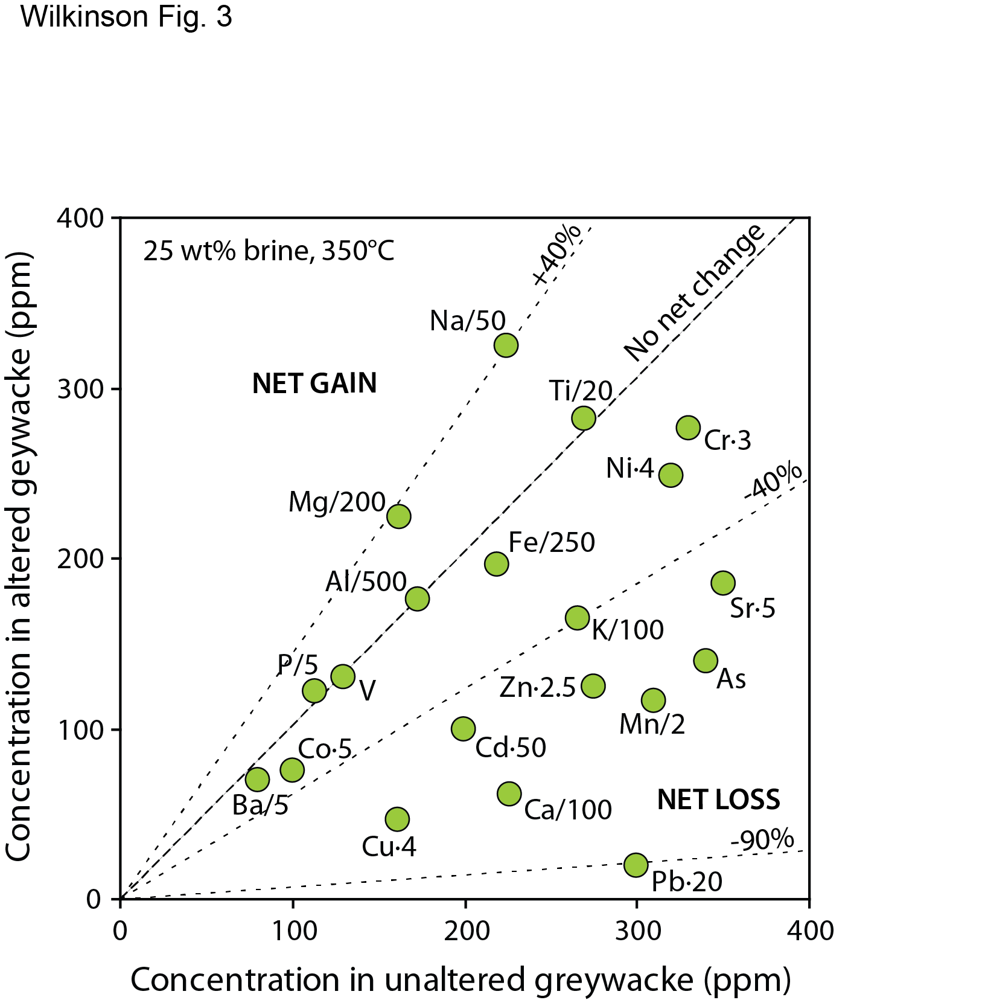 Wilkinson Fig. 3
Concentration in altered greywacke (ppm)
400
300
200
100
0
25 wt% brine, 350°C
+40%
No net change
Na/50
NET GAIN
Ti/20
Cr·3
Ni·4
-40%
Mg/200
Fe/250
Al/500
Sr·5
K/100
P/5
V
Zn·2.5
As
Mn/2
Cd·50
Co·5
Ba/5
Ca/100
NET LOSS
Cu·4
-90%
Pb·20
0
100
200
300
400
Concentration in unaltered greywacke (ppm)